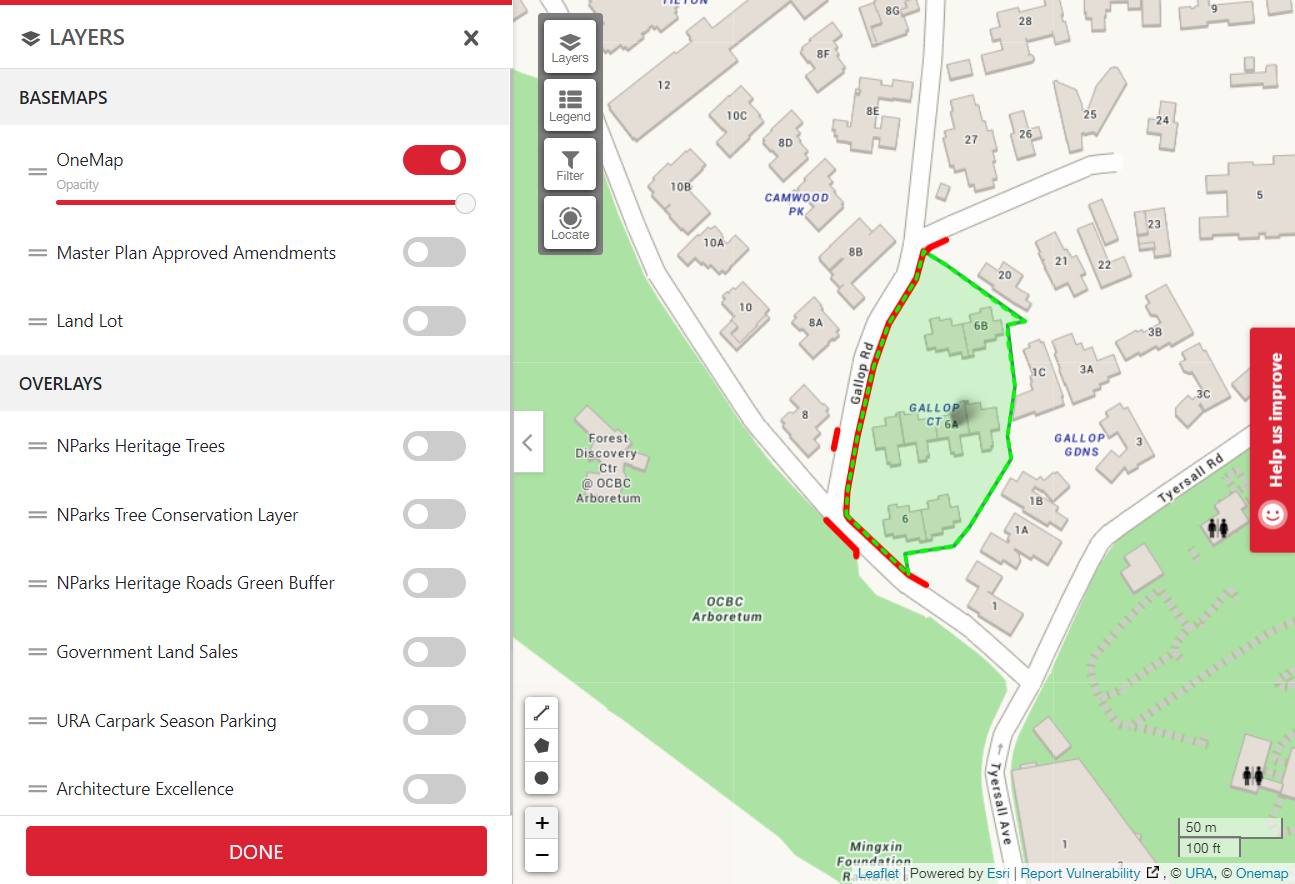 LAYERS
BASEMAPS
OneMap
Opacity
Master Plan Approved Amendments
Land Lot
OVERLAYS
NParks Heritage Trees
NParks Tree Conservation Layer
NParks Heritage Roads Green Buffer
Government Land Sales
URA Carpark Season Parking
Architecture Excellence
DONE
Layers
Legend
Filter
Locate
8G
28
9
8F
12
10C
8E
25
24
27
26
8D
10B
CAMWOOD
PK
5
23
10A
8B
21
22
20
10
8A
6B
3B
Gallop Rd
1C
3A
3C
8
GALLOP
CT
6A
Forest
Discovery
Ctr
@ OCBC
Arboretum
GALLOP
GDNS
3
Tyersall Rd
1B
6
1A
OCBC
Arboretum
1
Tyersall Ave
1
Mingxin
Foundation
Help us improve
+
−
50 m
100 ft
Leaflet | Powered by Esri | Report Vulnerability , © URA, © Onemap